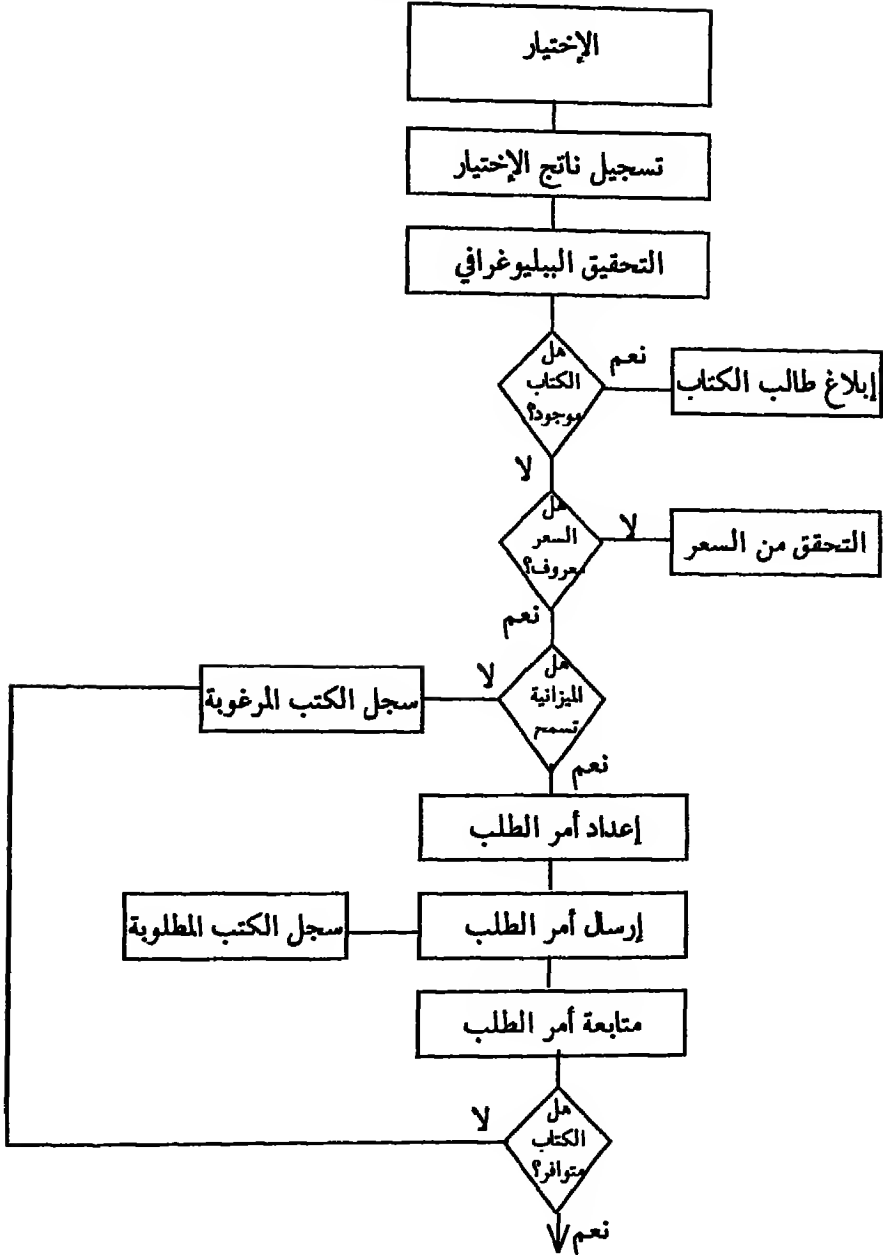 الإختيار
تسجيل ناتج الإختيار
التحقيق الببليوغرافي
هل
الكتاب
موجود؟
نعم
إبلاغ طالب الكتاب
لا
هل
السعر
معروف؟
لا
التحقق من السعر
نعم
هل
الميزانية
تسمح
لا
سجل الكتب المرغوبة
نعم
إعداد أمر الطلب
إرسال أمر الطلب
سجل الكتب المطلوبة
متابعة أمر الطلب
هل
الكتاب
متوافر؟
لا
نعم